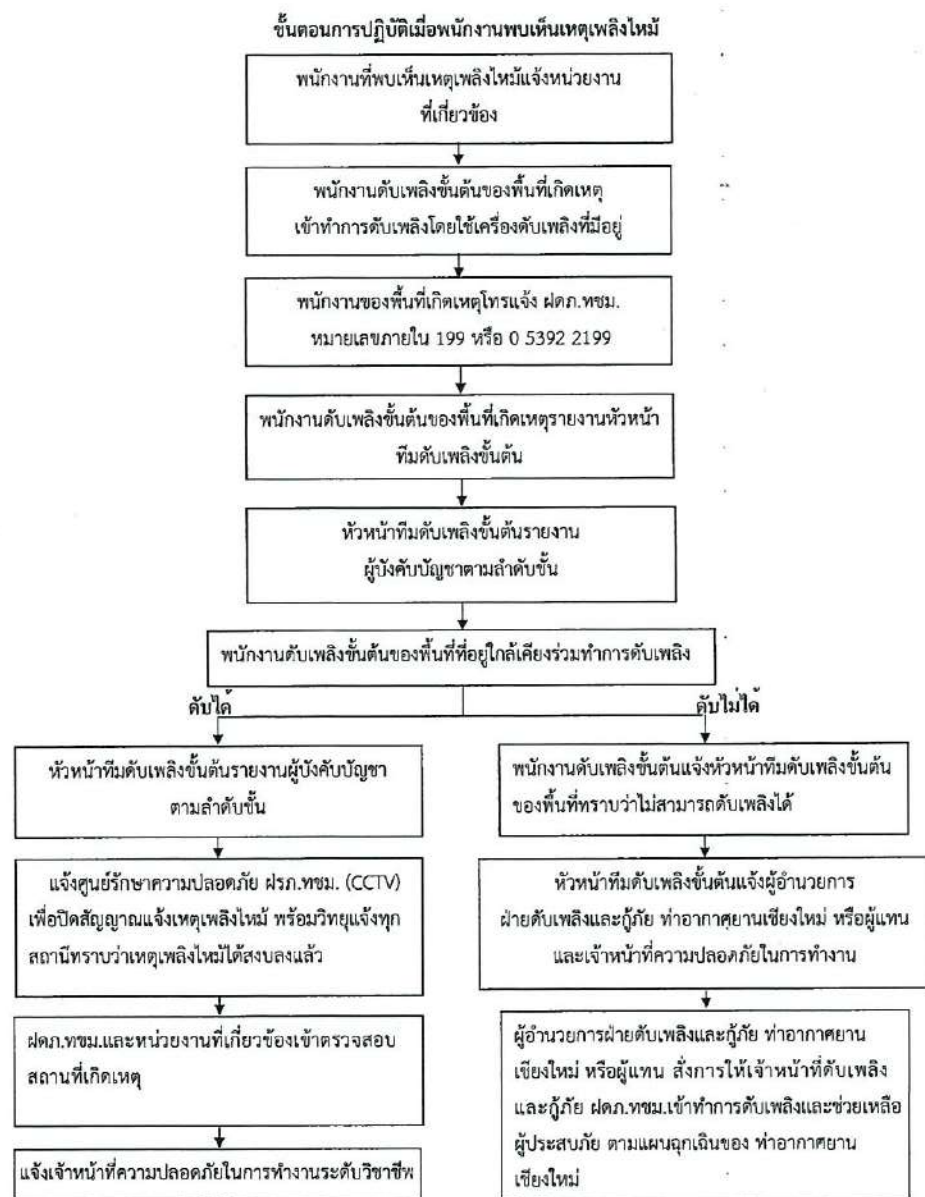 ขั้นตอนการปฏิบัติเมื่อพนักงานพบเห็นเหตุเพลิงไหม้
พนักงานที่พบเห็นเหตุเพลิงไหม้แจ้งหน่วยงาน
ที่เกี่ยวข้อง
พนักงานดับเพลิงขั้นต้นของพื้นที่เกิดเหตุ
เข้าทำการดับเพลิงโดยใช้เครื่องดับเพลิงที่มีอยู่
พนักงานของพื้นที่เกิดเหตุโทรแจ้ง ฝดภ.ทชม.
หมายเลขภายใน 199 หรือ 0 5392 2199
พนักงานดับเพลิงขั้นต้นของพื้นที่เกิดเหตุรายงานหัวหน้า
ทีมดับเพลิงขั้นต้น
หัวหน้าทีมดับเพลิงขั้นต้นรายงาน
ผู้บังคับบัญชาตามลำดับชั้น
พนักงานดับเพลิงขั้นต้นของพื้นที่ที่อยู่ใกล้เคียงร่วมทำการดับเพลิง
ดับได้
ดับไม่ได้
หัวหน้าทีมดับเพลิงขั้นต้นรายงานผู้บังคับบัญชา
ตามลำดับชั้น
แจ้งศูนย์รักษาความปลอดภัย ฝรภ.ทชม. (CCTV)
เพื่อปิดสัญญาณแจ้งเหตุเพลิงไหม้ พร้อมวิทยุแจ้งทุก
สถานีทราบว่าเหตุเพลิงไหม้ได้สงบลงแล้ว
ฝดภ.ทชม.และหน่วยงานที่เกี่ยวข้องเข้าตรวจสอบ
สถานที่เกิดเหตุ
แจ้งเจ้าหน้าที่ความปลอดภัยในการทำงานระดับวิชาชีพ
พนักงานดับเพลิงขั้นต้นแจ้งหัวหน้าทีมดับเพลิงขั้นต้น
ของพื้นที่ทราบว่าไม่สามารถดับเพลิงได้
หัวหน้าทีมดับเพลิงขั้นต้นแจ้งผู้อำนวยการ
ฝ่ายดับเพลิงและกู้ภัย ท่าอากาศยานเชียงใหม่ หรือผู้แทน
และเจ้าหน้าที่ความปลอดภัยในการทำงาน
ผู้อำนวยการฝ่ายดับเพลิงและกู้ภัย ท่าอากาศยาน
เชียงใหม่ หรือผู้แทน สั่งการให้เจ้าหน้าที่ดับเพลิง
และกู้ภัย ฝดภ.ทชม.เข้าทำการดับเพลิงและช่วยเหลือ
ผู้ประสบภัย ตามแผนฉุกเฉินของ ท่าอากาศยาน
เชียงใหม่